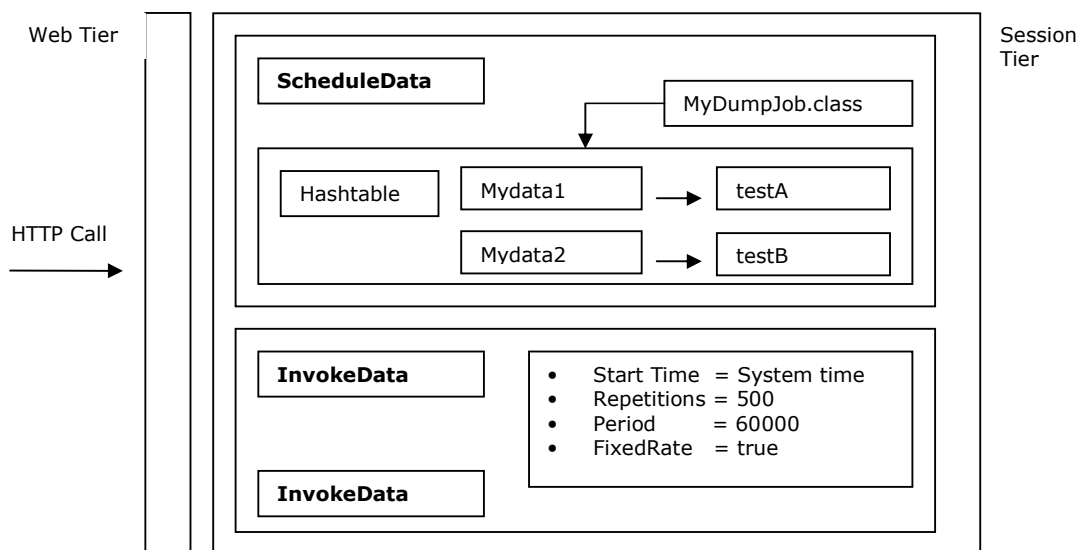 Web Tier
Session
Tier
ScheduleData
MyDumpJob.class
Hashtable
Mydata1
testA
HTTP Call
Mydata2
testB
InvokeData
• Start Time = System time
• Repetitions = 500
• Period = 60000
• FixedRate = true
InvokeData